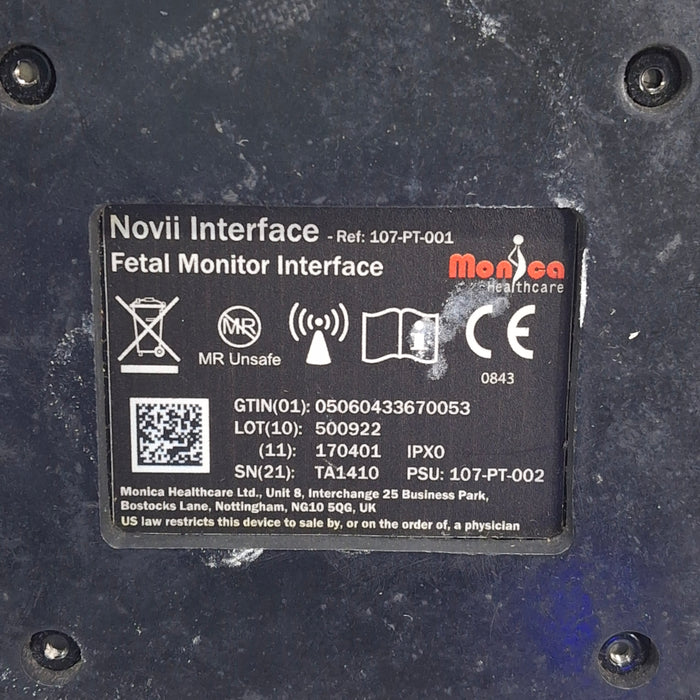 Novii Interface - Ref: 107-PT-001
Fetal Monitor Interface
Monica
Healthcare
MR
MR Unsafe
i
CE
0843
GTIN(01): 05060433670053
LOT(10): 500922
(11): 170401 IPX0
SN(21): TA1410 PSU: 107-PT-002
Monica Healthcare Ltd., Unit 8, Interchange 25 Business Park,
Bostocks Lane, Nottingham, NG10 5QG, UK
US law restricts this device to sale by, or on the order of, a physician